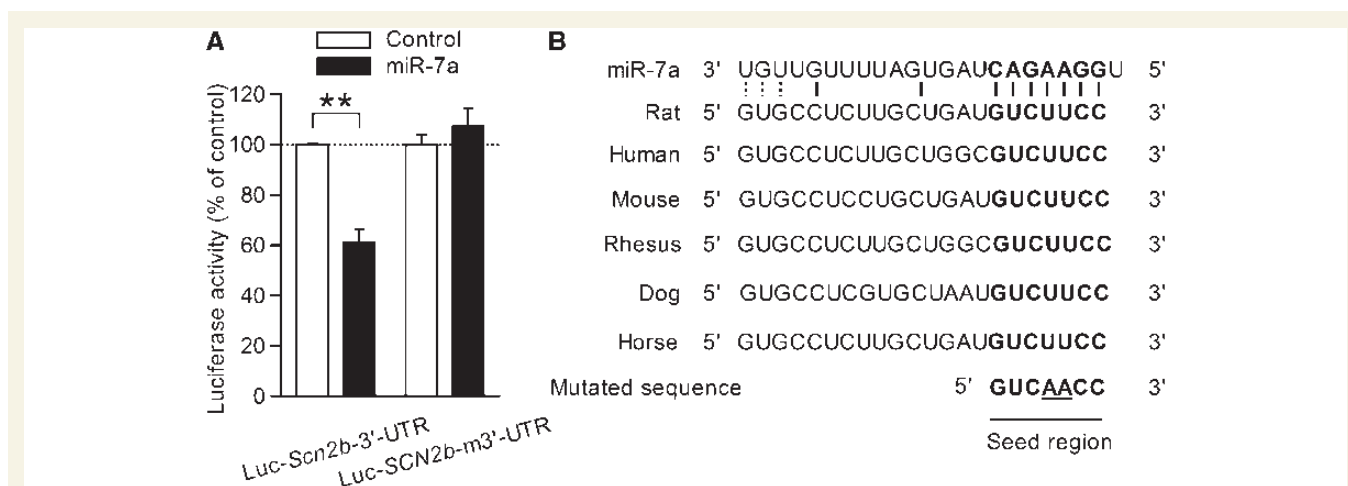 A
Control
miR-7a
Luciferase activity (% of control)
120
100
80
60
40
20
0
**
Luc-Scn2b-3'-UTR
Luc-SCN2b-m3'-UTR
B
miR-7a 3' UGUUGUUUUAGUGAUCAGAAGGU 5'
Rat 5' GUGCCUCUUGCUGAUGUCUUCC 3'
Human 5' GUGCCUCUUGCUGGCGUCUUCC 3'
Mouse 5' GUGCCUCCUGCUGAUGUCUUCC 3'
Rhesus 5' GUGCCUCUUGCUGGCGUCUUCC 3'
Dog 5' GUGCCUCGUGCUAAUGUCUUCC 3'
Horse 5' GUGCCUCUUGCUGAUGUCUUCC 3'
Mutated sequence 5' GUCAACC 3'
Seed region